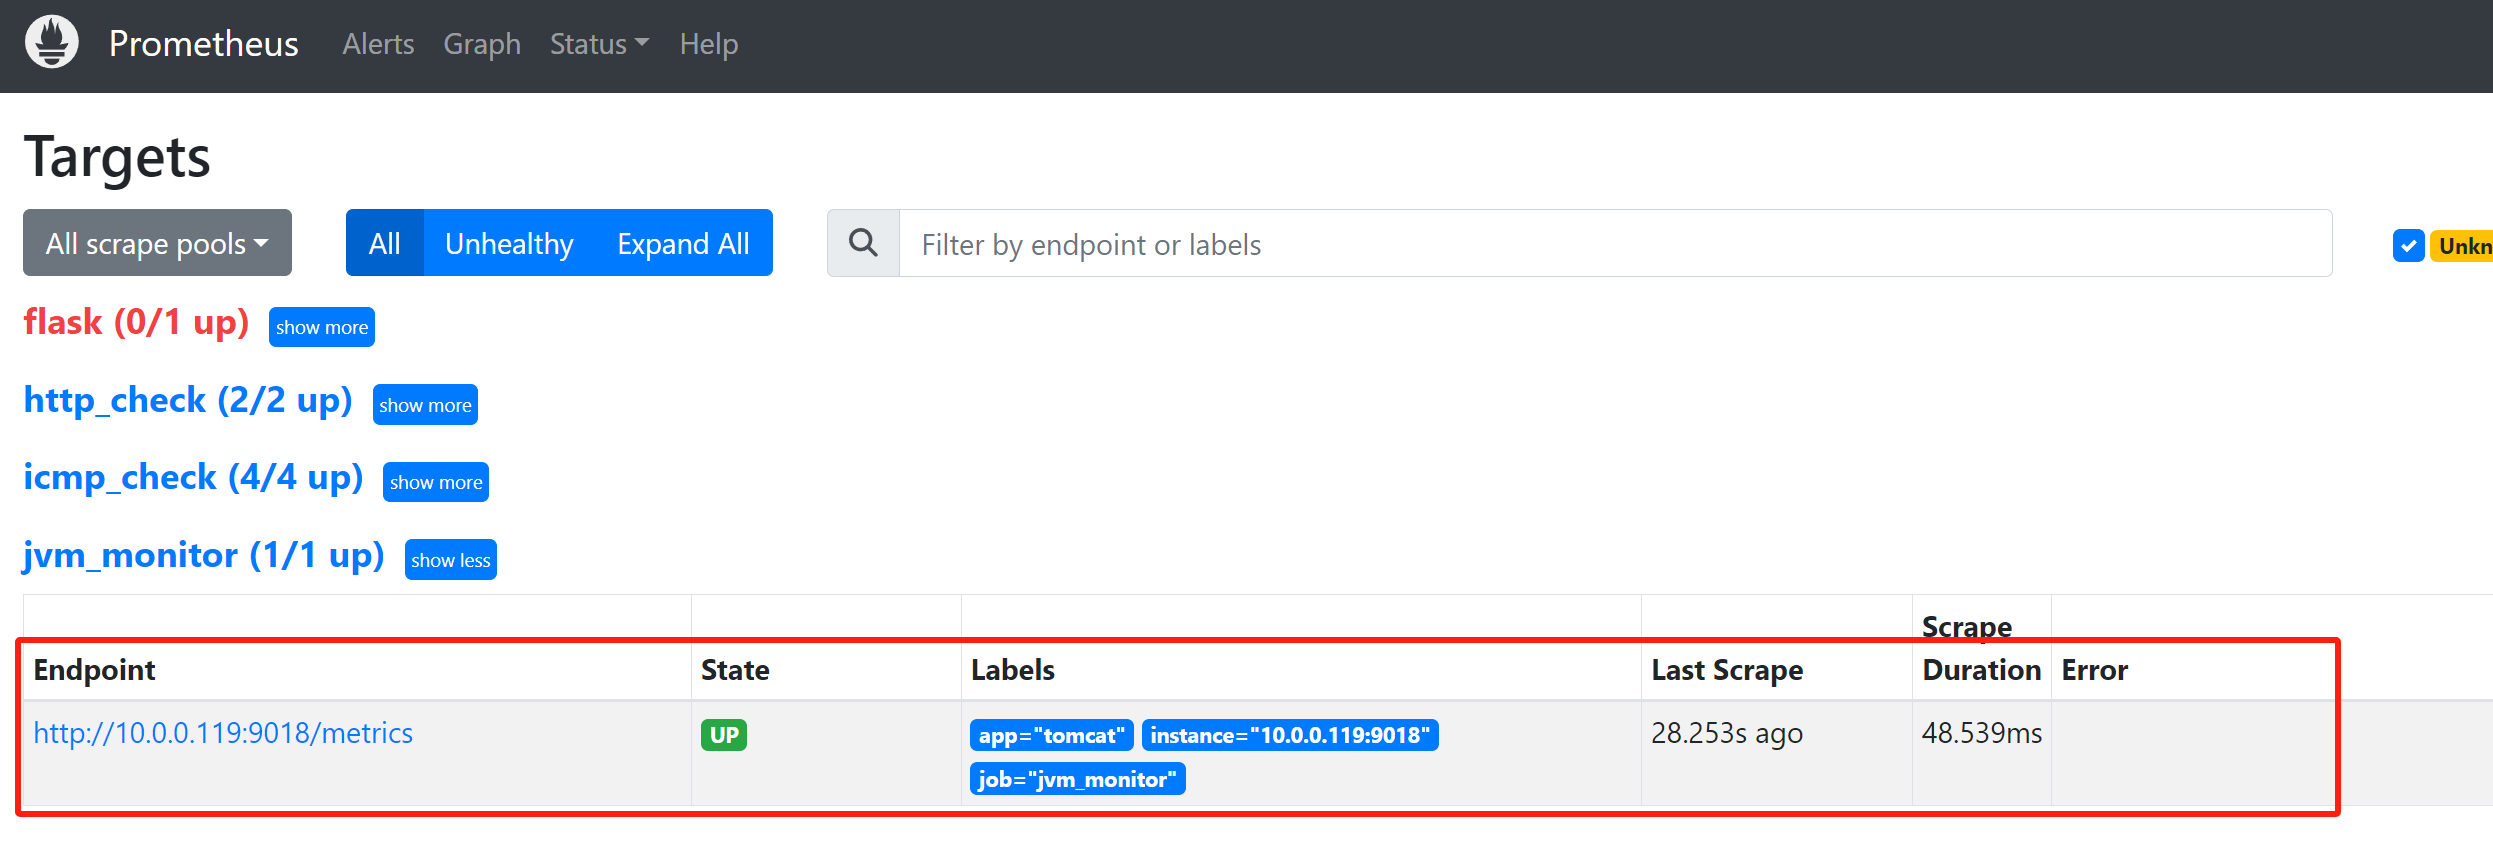 Prometheus Alerts Graph Status Help
Targets
All scrape pools All Unhealthy Expand All Filter by endpoint or labels Unkn
flask (0/1 up) show more
http_check (2/2 up) show more
icmp_check (4/4 up) show more
jvm_monitor (1/1 up) show less
Endpoint State Labels Last Scrape Scrape Duration Error
http://10.0.0.119:9018/metrics UP app="tomcat" instance="10.0.0.119:9018" 28.253s ago 48.539ms
job="jvm_monitor"